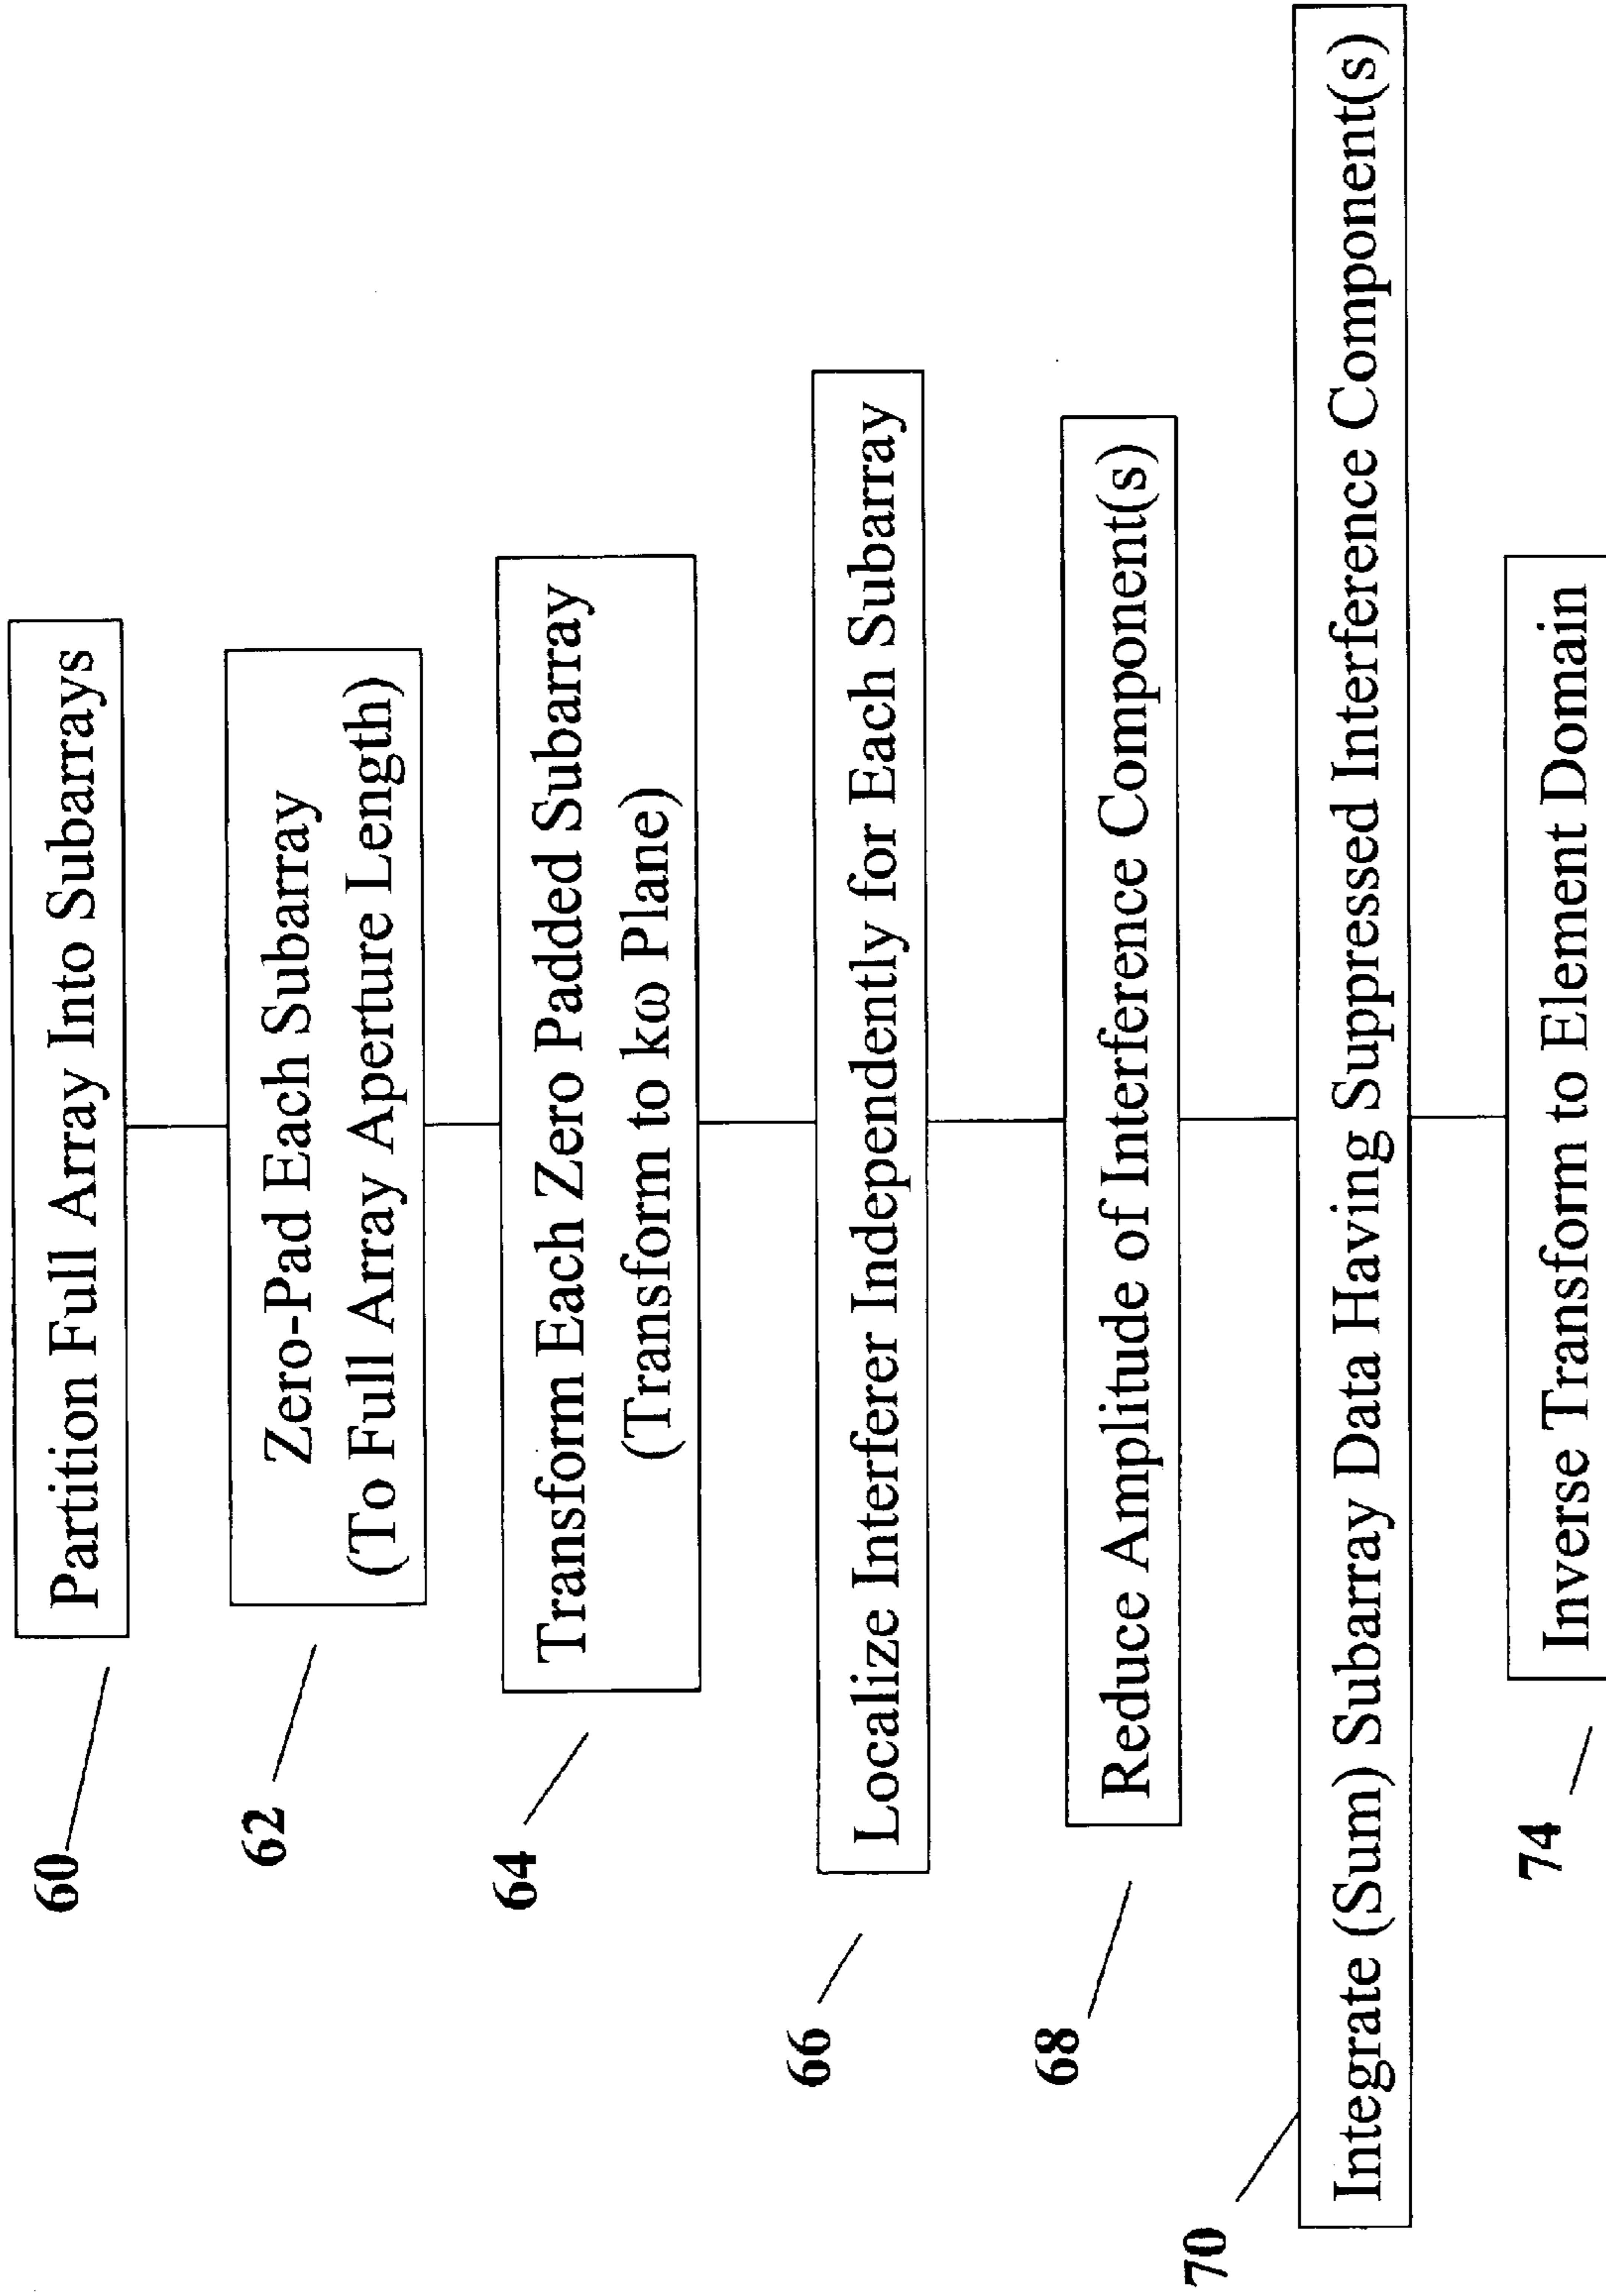 60
Partition Full Array Into Subarrays
62
Zero-Pad Each Subarray
(To Full Array Aperture Length)
64
Transform Each Zero Padded Subarray
(Transform to kω Plane)
66
Localize Interferer Independently for Each Subarray
68
Reduce Amplitude of Interference Component(s)
70
Integrate (Sum) Subarray Data Having Suppressed Interference Component(s)
74
Inverse Transform to Element Domain